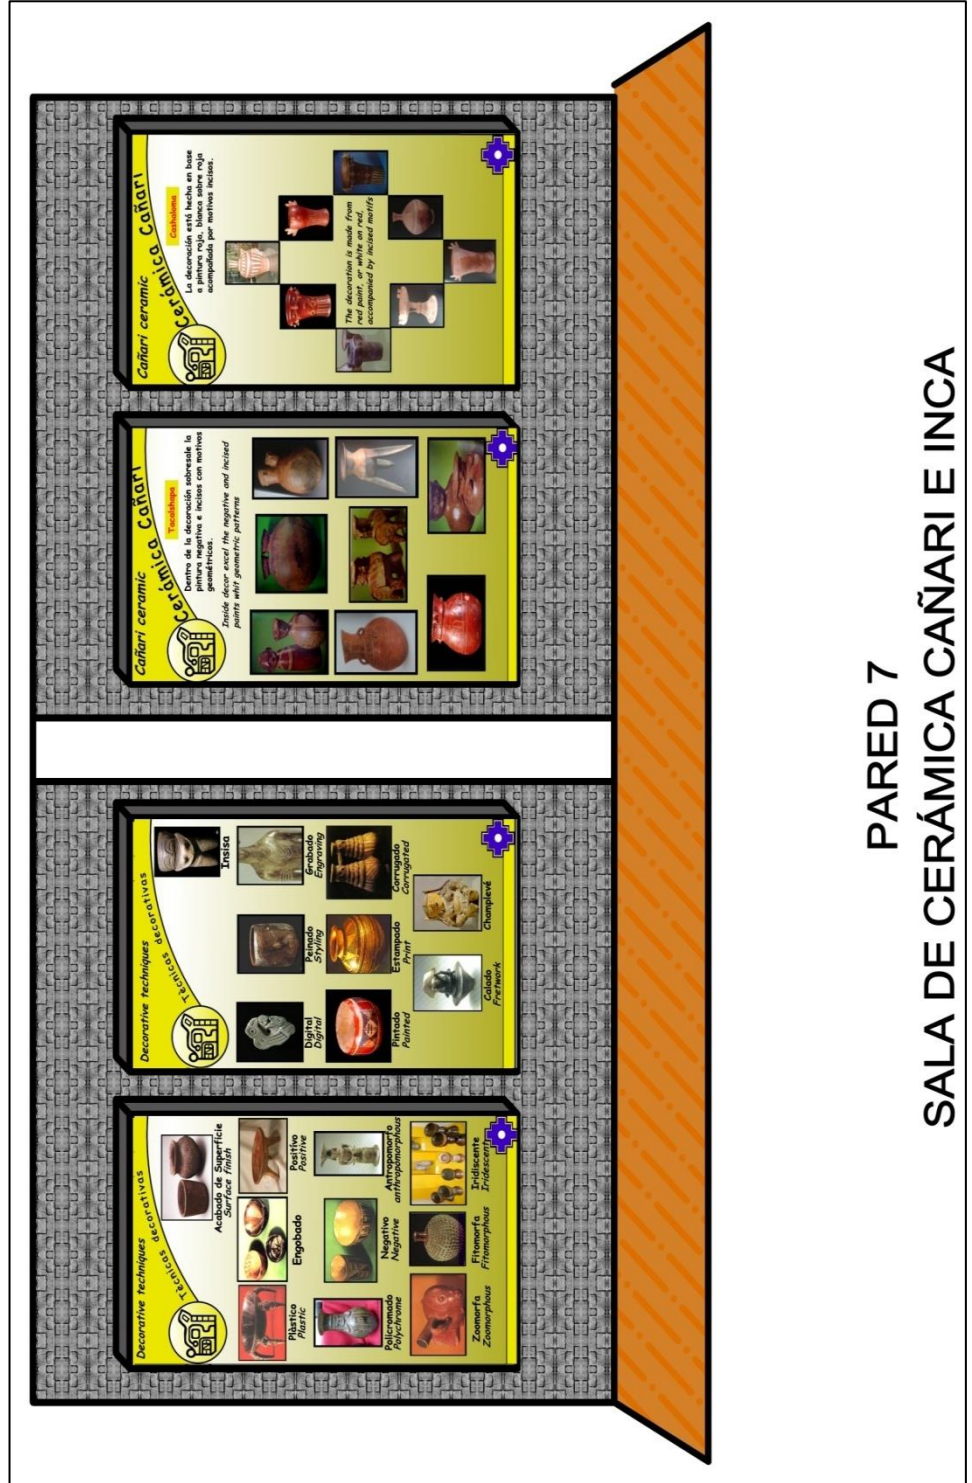 Decorative techniques
Tècnicas decorativas
Acabado de Superficie
Surface finish
Plàstico
Plastic
Engobado
Positivo
Positive
Policromado
Polychrome
Negativo
Negative
Antropomorfo
anthropomorphous
Zoomorfa
Zoomorphous
Fitomorfa
Fitomorphous
Iridiscente
Iridescent
Decorative techniques
Tècnicas decorativas
Insisa
Digital
Digital
Peinado
Styling
Grabado
Engraving
Pintado
Painted
Estampado
Print
Corrugado
Corrugated
Calado
Fretwork
Champlevé
Cañari ceramic
Cerámica Cañari
Tacalshapa
Dentro de la decoración sobresale la
pintura negativa e incisos con motivos
geométricos.
Inside decor excel the negative and incised
paints whit geometric patterns
Cañari ceramic
Cerámica Cañari
Cashaloma
La decoración está hecha en base
a pintura roja, blanca sobre roja
acompañada por motivos incisos.
The decoration is made from
red paint, or white on red,
accompanied by incised motifs
PARED 7
SALA DE CERÁMICA CAÑARI E INCA